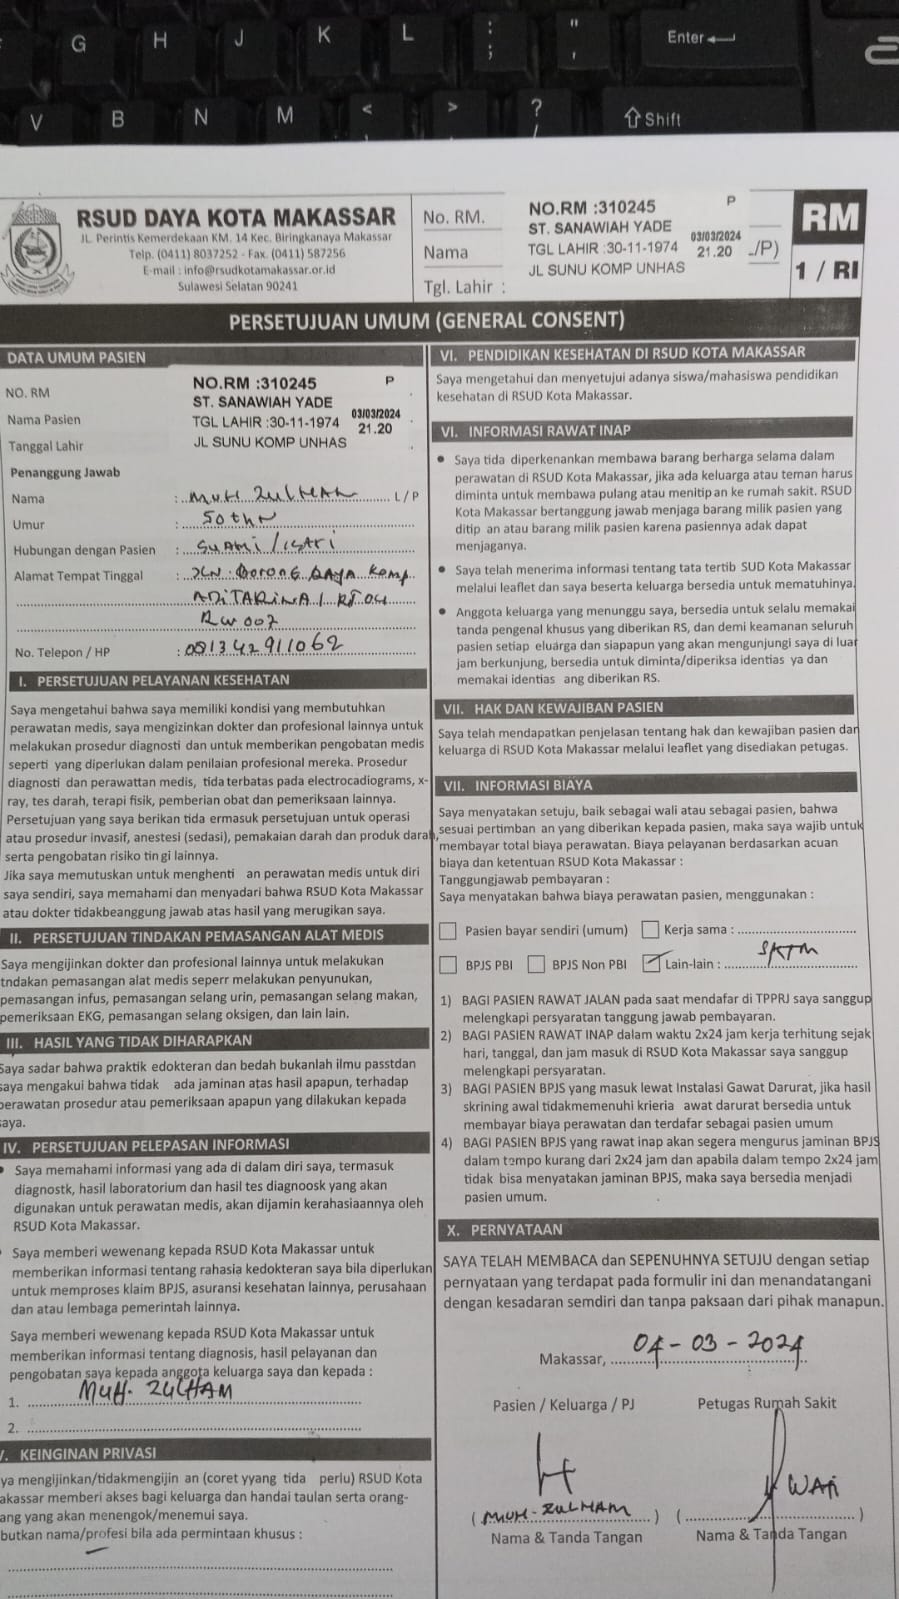 G H J K L : ; " ' Enter
V B N M < , > . ? / Shift
RSUD DAYA KOTA MAKASSAR
JL. Perintis Kemerdekaan KM. 14 Kec. Biringkanaya Makassar
Telp. (0411) 8037252 - Fax. (0411) 587256
E-mail : info@rsudkotamakassar.or.id
Sulawesi Selatan 90241
No. RM.
Nama
Tgl. Lahir :
NO.RM :310245 P
ST. SANAWIAH YADE
TGL LAHIR :30-11-1974 03/03/2024 21.20
JL SUNU KOMP UNHAS
/P)
RM
1 / RI
PERSETUJUAN UMUM (GENERAL CONSENT)
DATA UMUM PASIEN
NO. RM
Nama Pasien
Tanggal Lahir
NO.RM :310245 P
ST. SANAWIAH YADE
TGL LAHIR :30-11-1974 03/03/2024 21.20
JL SUNU KOMP UNHAS
Penanggung Jawab
Nama : MUH ZULHAM L / P
Umur : 50 thn
Hubungan dengan Pasien : SUAMI / ISTRI
Alamat Tempat Tinggal : JLN. BORONG RAYA Komp
ADITARINA 1 RT.04
RW 007
No. Telepon / HP : 081342911062
I. PERSETUJUAN PELAYANAN KESEHATAN
Saya mengetahui bahwa saya memiliki kondisi yang membutuhkan
perawatan medis, saya mengizinkan dokter dan profesional lainnya untuk
melakukan prosedur diagnosti dan untuk memberikan pengobatan medis
seperti yang diperlukan dalam penilaian profesional mereka. Prosedur
diagnosti dan perawattan medis, tida terbatas pada electrocadiograms, x-
ray, tes darah, terapi fisik, pemberian obat dan pemeriksaan lainnya.
Persetujuan yang saya berikan tida ermasuk persetujuan untuk operasi
atau prosedur invasif, anestesi (sedasi), pemakaian darah dan produk darah,
serta pengobatan risiko tin gi lainnya.
Jika saya memutuskan untuk menghenti an perawatan medis untuk diri
saya sendiri, saya memahami dan menyadari bahwa RSUD Kota Makassar
atau dokter tidakbeanggung jawab atas hasil yang merugikan saya.
II. PERSETUJUAN TINDAKAN PEMASANGAN ALAT MEDIS
Saya mengijinkan dokter dan profesional lainnya untuk melakukan
tndakan pemasangan alat medis seperr melakukan penyunukan,
pemasangan infus, pemasangan selang urin, pemasangan selang makan,
pemeriksaan EKG, pemasangan selang oksigen, dan lain lain.
III. HASIL YANG TIDAK DIHARAPKAN
Saya sadar bahwa praktik edokteran dan bedah bukanlah ilmu passtdan
saya mengakui bahwa tidak ada jaminan atas hasil apapun, terhadap
perawatan prosedur atau pemeriksaan apapun yang dilakukan kepada
saya.
IV. PERSETUJUAN PELEPASAN INFORMASI
Saya memahami informasi yang ada di dalam diri saya, termasuk
diagnostk, hasil laboratorium dan hasil tes diagnoosk yang akan
digunakan untuk perawatan medis, akan dijamin kerahasiaannya oleh
RSUD Kota Makassar.
Saya memberi wewenang kepada RSUD Kota Makassar untuk
memberikan informasi tentang rahasia kedokteran saya bila diperlukan
untuk memproses klaim BPJS, asuransi kesehatan lainnya, perusahaan
dan atau lembaga pemerintah lainnya.
Saya memberi wewenang kepada RSUD Kota Makassar untuk
memberikan informasi tentang diagnosis, hasil pelayanan dan
pengobatan saya kepada anggota keluarga saya dan kepada :
1. MUH. ZULHAM
2.
V. KEINGINAN PRIVASI
ya mengijinkan/tidakmengijin an (coret yyang tida perlu) RSUD Kota
akassar memberi akses bagi keluarga dan handai taulan serta orang-
ang yang akan menengok/menemui saya.
butkan nama/profesi bila ada permintaan khusus :
VI. PENDIDIKAN KESEHATAN DI RSUD KOTA MAKASSAR
Saya mengetahui dan menyetujui adanya siswa/mahasiswa pendidikan
kesehatan di RSUD Kota Makassar.
VI. INFORMASI RAWAT INAP
Saya tida diperkenankan membawa barang berharga selama dalam
perawatan di RSUD Kota Makassar, jika ada keluarga atau teman harus
diminta untuk membawa pulang atau menitip an ke rumah sakit. RSUD
Kota Makassar bertanggung jawab menjaga barang milik pasien yang
ditip an atau barang milik pasien karena pasiennya adak dapat
menjaganya.
Saya telah menerima informasi tentang tata tertib SUD Kota Makassar
melalui leaflet dan saya beserta keluarga bersedia untuk mematuhinya.
Anggota keluarga yang menunggu saya, bersedia untuk selalu memakai
tanda pengenal khusus yang diberikan RS, dan demi keamanan seluruh
pasien setiap eluarga dan siapapun yang akan mengunjungi saya di luar
jam berkunjung, bersedia untuk diminta/diperiksa identias ya dan
memakai identias ang diberikan RS.
VII. HAK DAN KEWAJIBAN PASIEN
Saya telah mendapatkan penjelasan tentang hak dan kewajiban pasien dan
keluarga di RSUD Kota Makassar melalui leaflet yang disediakan petugas.
VII. INFORMASI BIAYA
Saya menyatakan setuju, baik sebagai wali atau sebagai pasien, bahwa
sesuai pertimban an yang diberikan kepada pasien, maka saya wajib untuk
membayar total biaya perawatan. Biaya pelayanan berdasarkan acuan
biaya dan ketentuan RSUD Kota Makassar :
Tanggungjawab pembayaran :
Saya menyatakan bahwa biaya perawatan pasien, menggunakan :
Pasien bayar sendiri (umum) Kerja sama :
BPJS PBI BPJS Non PBI Lain-lain : SKTM
1) BAGI PASIEN RAWAT JALAN pada saat mendafar di TPPRJ saya sanggup
melengkapi persyaratan tanggung jawab pembayaran.
2) BAGI PASIEN RAWAT INAP dalam waktu 2x24 jam kerja terhitung sejak
hari, tanggal, dan jam masuk di RSUD Kota Makassar saya sanggup
melengkapi persyaratan.
3) BAGI PASIEN BPJS yang masuk lewat Instalasi Gawat Darurat, jika hasil
skrining awal tidakmemenuhi krieria awat darurat bersedia untuk
membayar biaya perawatan dan terdafar sebagai pasien umum
4) BAGI PASIEN BPJS yang rawat inap akan segera mengurus jaminan BPJS
dalam tempo kurang dari 2x24 jam dan apabila dalam tempo 2x24 jam
tidak bisa menyatakan jaminan BPJS, maka saya bersedia menjadi
pasien umum.
X. PERNYATAAN
SAYA TELAH MEMBACA dan SEPENUHNYA SETUJU dengan setiap
pernyataan yang terdapat pada formulir ini dan menandatangani
dengan kesadaran semdiri dan tanpa paksaan dari pihak manapun.
Makassar, 04-03-2024
Pasien / Keluarga / PJ Petugas Rumah Sakit
WATI
( MUH. ZULHAM ) ( )
Nama & Tanda Tangan Nama & Tanda Tangan